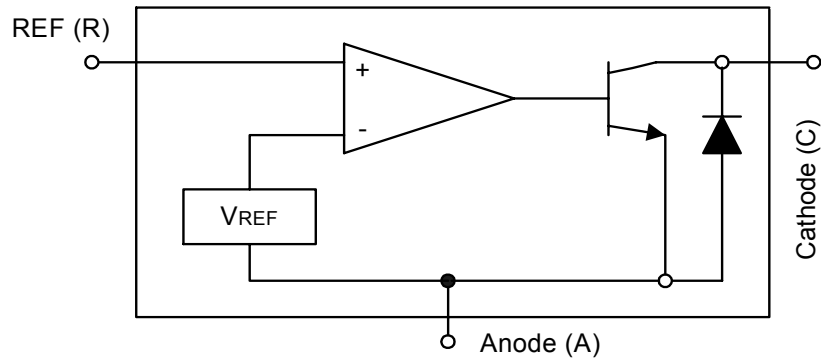 REF (R)
+
-
VREF
Cathode (C)
Anode (A)